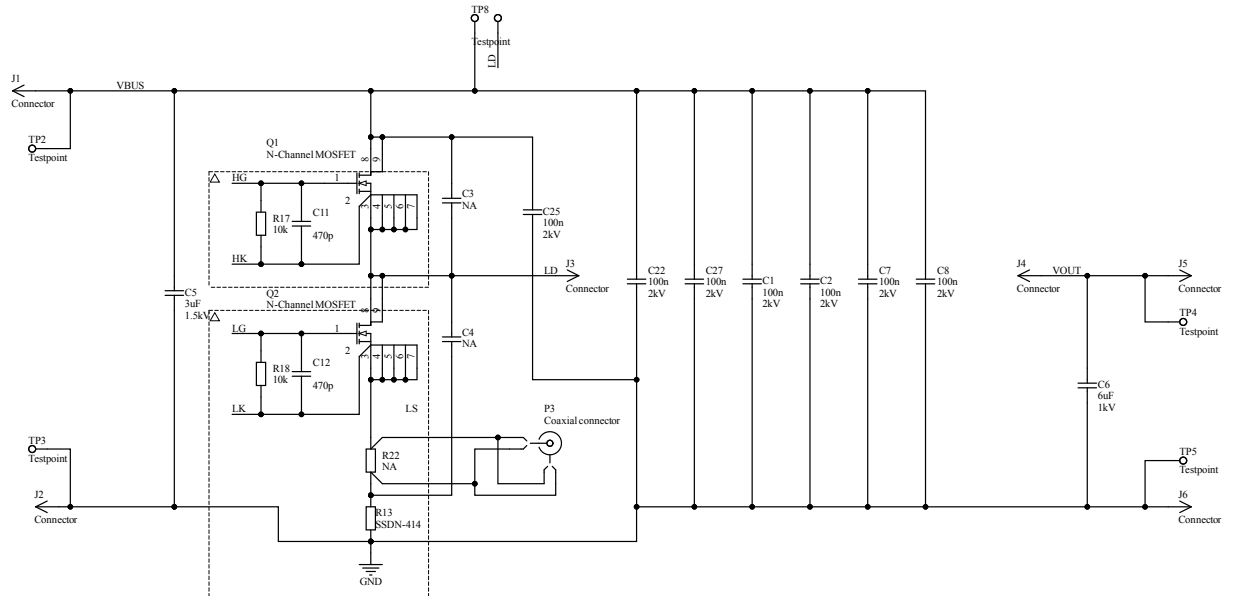 TP8
Testpoint
LD
J1
Connector
VBUS
TP2
Testpoint
Q1
N-Channel MOSFET
8
9
HG
1
2
3
4
5
6
7
R17
10k
C11
470p
HK
C3
NA
C25
100n
2kV
LD
J3
Connector
C5
3uF
1.5kV
Q2
N-Channel MOSFET
8
9
LG
1
2
3
4
5
6
7
R18
10k
C12
470p
LK
LS
C4
NA
C22
100n
2kV
C27
100n
2kV
C1
100n
2kV
C2
100n
2kV
C7
100n
2kV
C8
100n
2kV
J4
Connector
VOUT
J5
Connector
TP4
Testpoint
C6
6uF
1kV
P3
Coaxial connector
R22
NA
R13
SSDN-414
GND
TP3
Testpoint
J2
Connector
TP5
Testpoint
J6
Connector